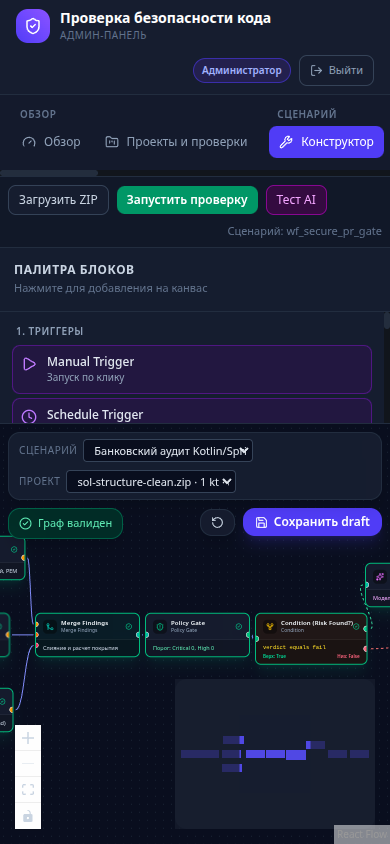 Проверка безопасности кода
АДМИН-ПАНЕЛЬ
Администратор
Выйти
ОБЗОР
СЦЕНАРИЙ
Обзор
Проекты и проверки
Конструктор
Загрузить ZIP
Запустить проверку
Тест AI
Сценарий: wf_secure_pr_gate
ПАЛИТРА БЛОКОВ
Нажмите для добавления на канвас
1. ТРИГГЕРЫ
Manual Trigger
Запуск по клику
Schedule Trigger
СЦЕНАРИЙ
Банковский аудит Kotlin/Spr
ПРОЕКТ
sol-structure-clean.zip · 1 kt
Граф валиден
Сохранить draft
Merge Findings
Merge Findings
Слияние и расчет покрытия
Policy Gate
Policy Gate
Порог: Critical 0, High 0
Condition (Risk Found?)
Condition
verdict equals fail
Верх: True
Низ: False
React Flow